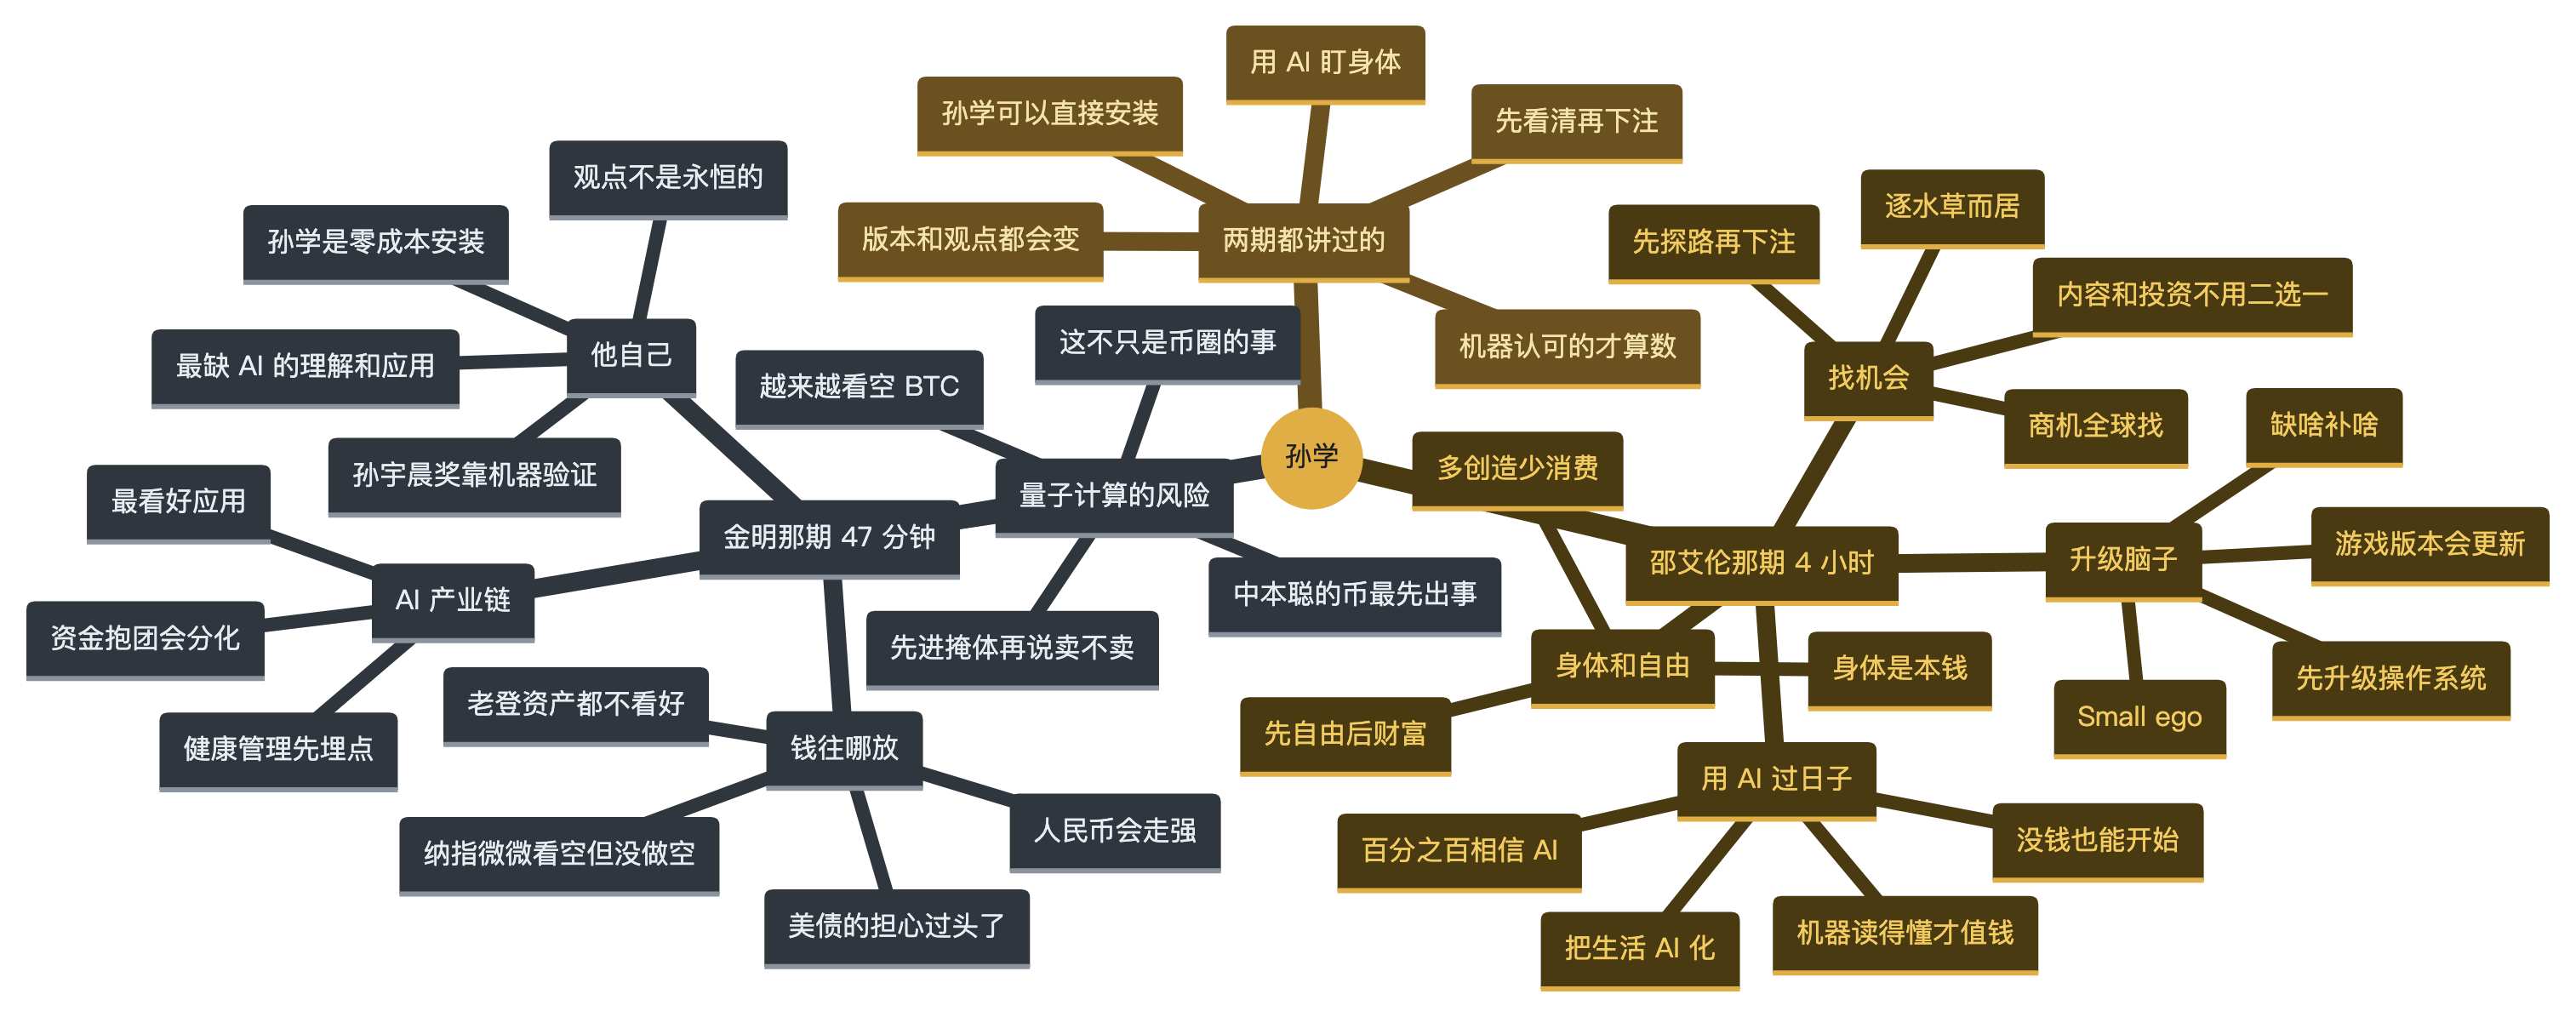 用 AI 盯身体
孙学可以直接安装
先看清再下注
观点不是永恒的
逐水草而居
孙学是零成本安装
版本和观点都会变
两期都讲过的
先探路再下注
内容和投资不用二选一
这不只是币圈的事
机器认可的才算数
他自己
最缺 AI 的理解和应用
越来越看空 BTC
找机会
商机全球找
缺啥补啥
孙学
多创造少消费
孙宇晨奖靠机器验证
最看好应用
量子计算的风险
金明那期 47 分钟
邵艾伦那期 4 小时
升级脑子
游戏版本会更新
AI 产业链
中本聪的币最先出事
资金抱团会分化
先进掩体再说卖不卖
身体和自由
身体是本钱
先升级操作系统
老登资产都不看好
Small ego
先自由后财富
健康管理先埋点
钱往哪放
用 AI 过日子
人民币会走强
纳指微微看空但没做空
百分之百相信 AI
没钱也能开始
美债的担心过头了
把生活 AI 化
机器读得懂才值钱